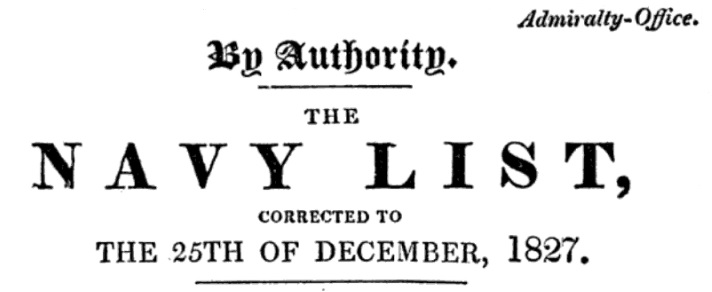 Admiralty-Office.
By Authority.
THE
NAVY LIST,
CORRECTED TO
THE 25TH OF DECEMBER, 1827.